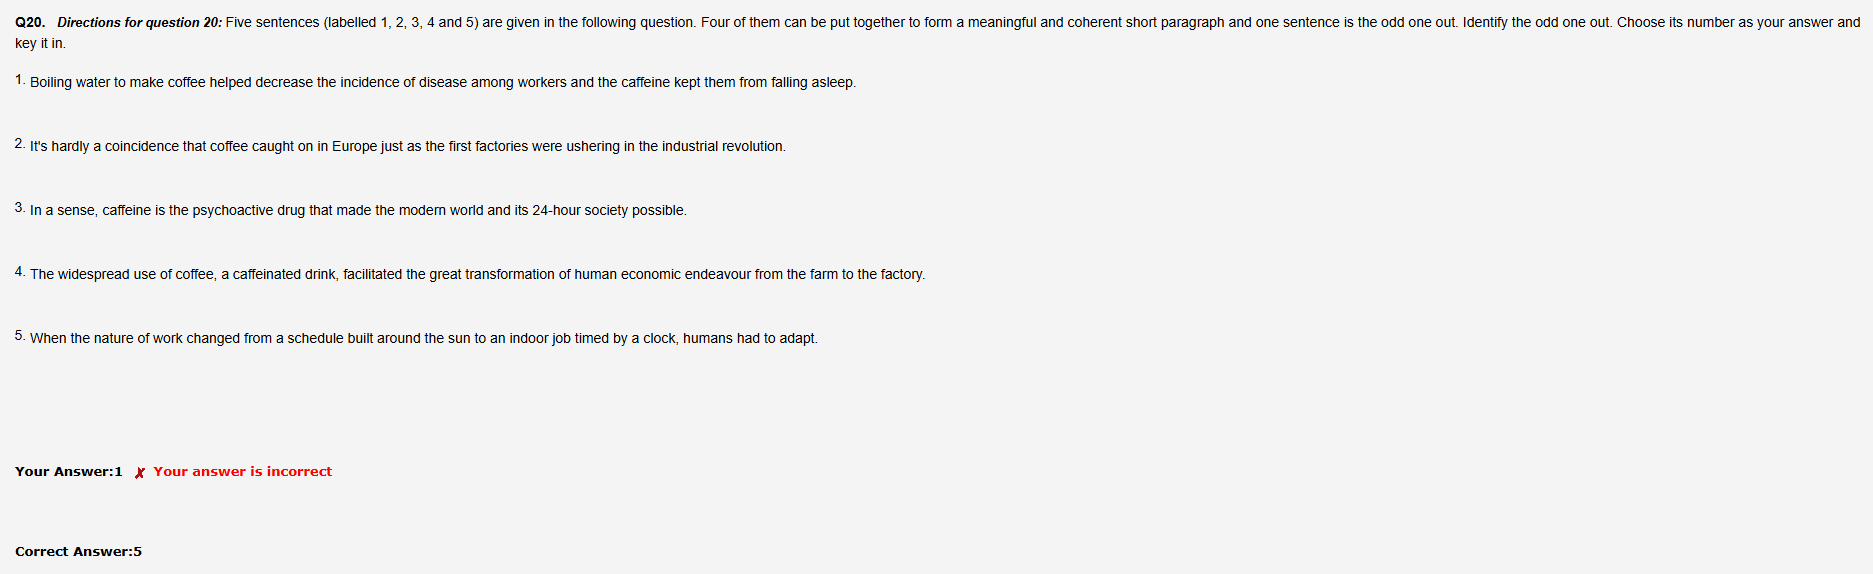 Q20. Directions for question 20: Five sentences (labelled 1, 2, 3, 4 and 5) are given in the following question. Four of them can be put together to form a meaningful and coherent short paragraph and one sentence is the odd one out. Identify the odd one out. Choose its number as your answer and
key it in.
1. Boiling water to make coffee helped decrease the incidence of disease among workers and the caffeine kept them from falling asleep.
2. It's hardly a coincidence that coffee caught on in Europe just as the first factories were ushering in the industrial revolution.
3. In a sense, caffeine is the psychoactive drug that made the modern world and its 24-hour society possible.
4. The widespread use of coffee, a caffeinated drink, facilitated the great transformation of human economic endeavour from the farm to the factory.
5. When the nature of work changed from a schedule built around the sun to an indoor job timed by a clock, humans had to adapt.
Your Answer:1 ✗ Your answer is incorrect
Correct Answer:5